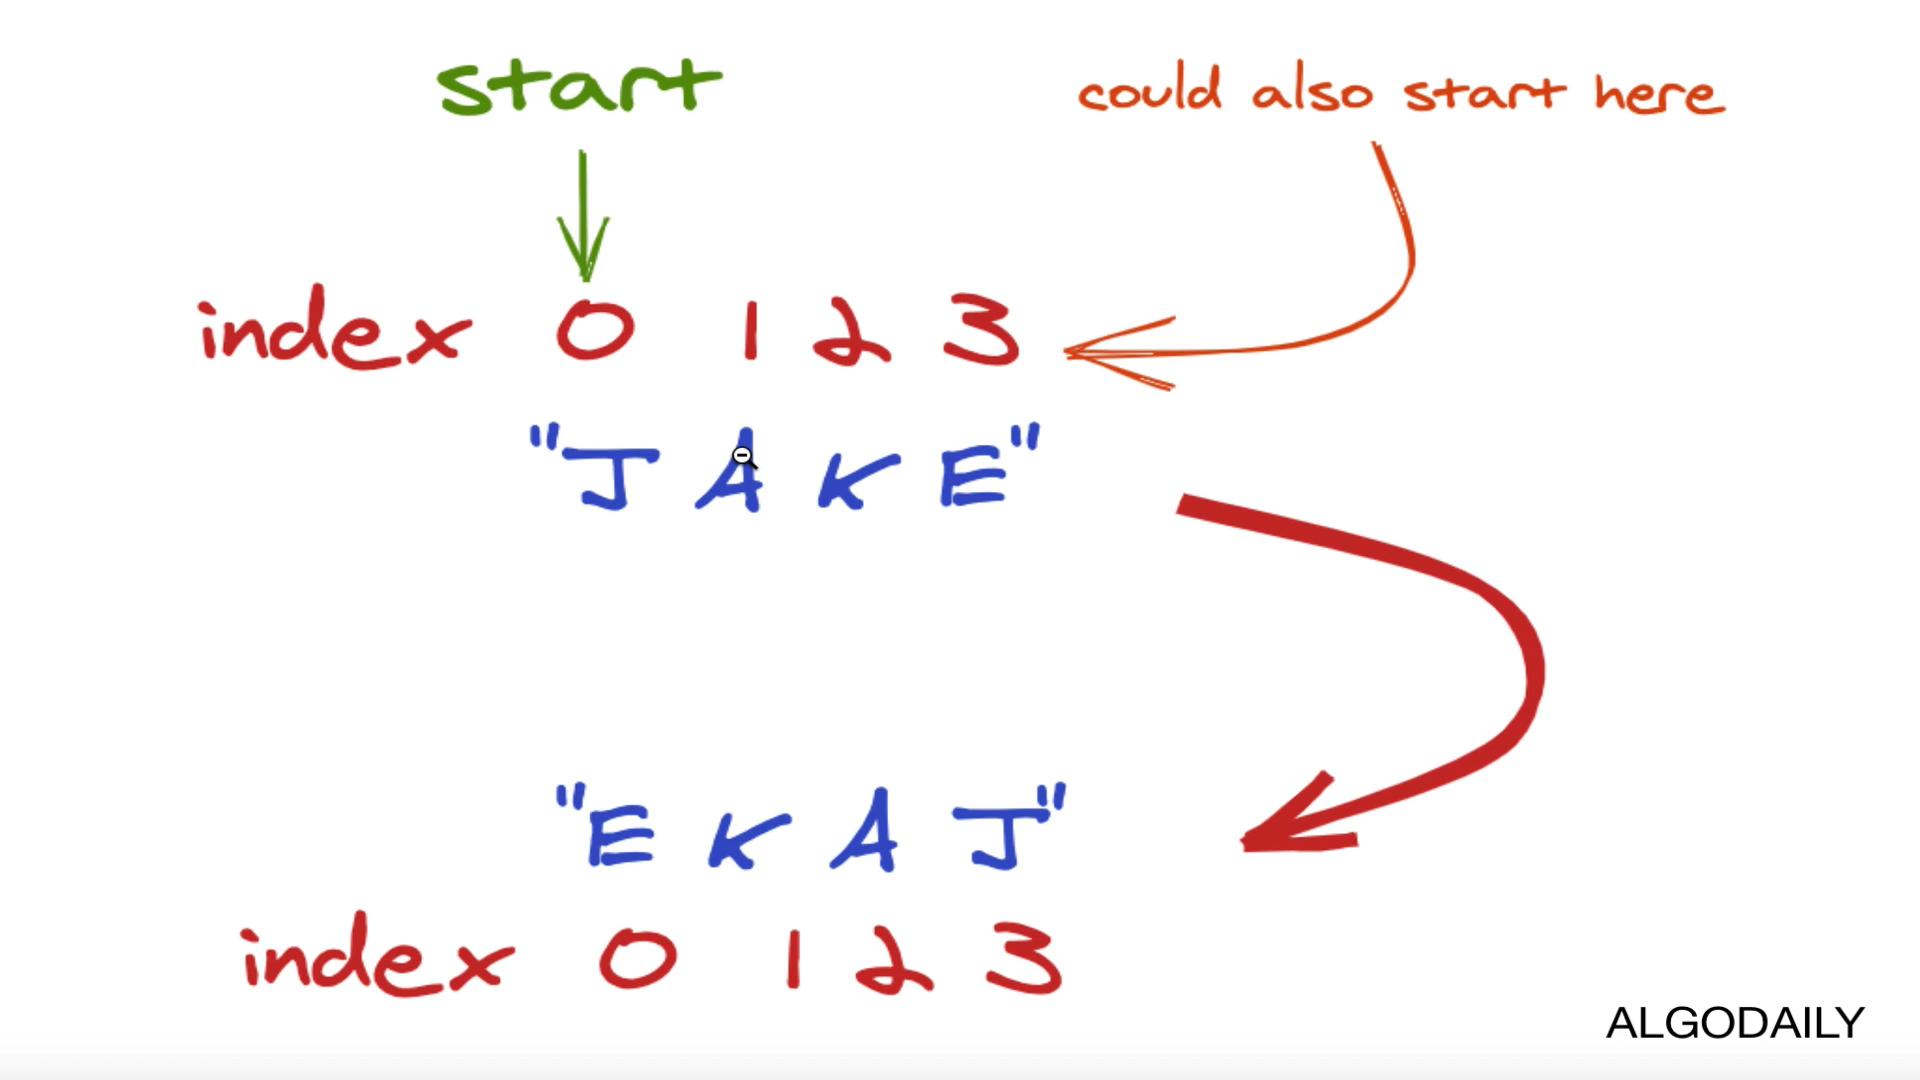 start
could also start here
index 0 1 2 3
"JAKE"
"EKAJ"
index 0 1 2 3
ALGODAILY